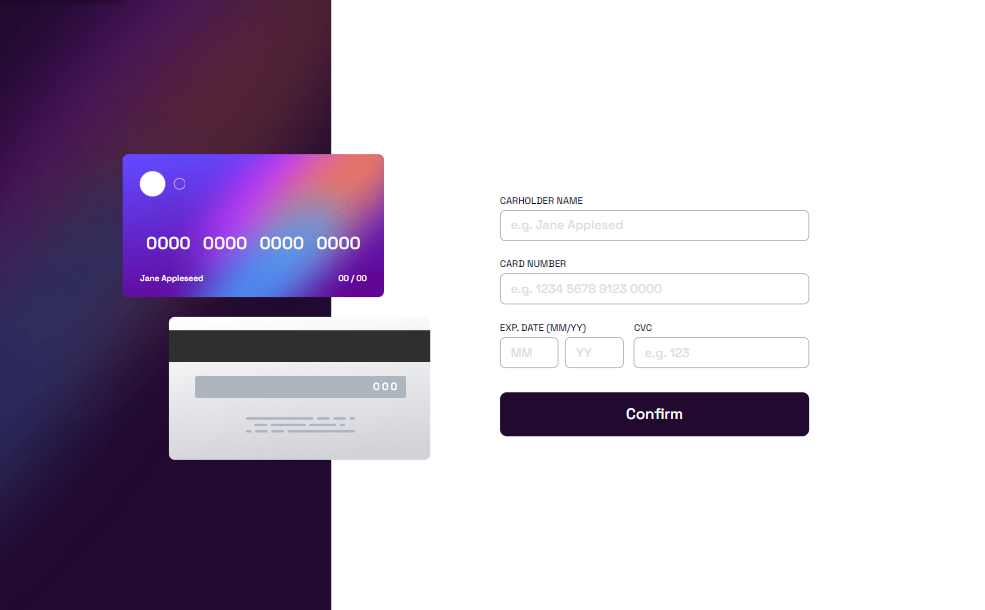 0000 0000 0000 0000
Jane Appleseed 00 / 00
000
CARHOLDER NAME
e.g. Jane Applesed
CARD NUMBER
e.g. 1234 5678 9123 0000
EXP. DATE (MM/YY) CVC
MM YY e.g. 123
Confirm